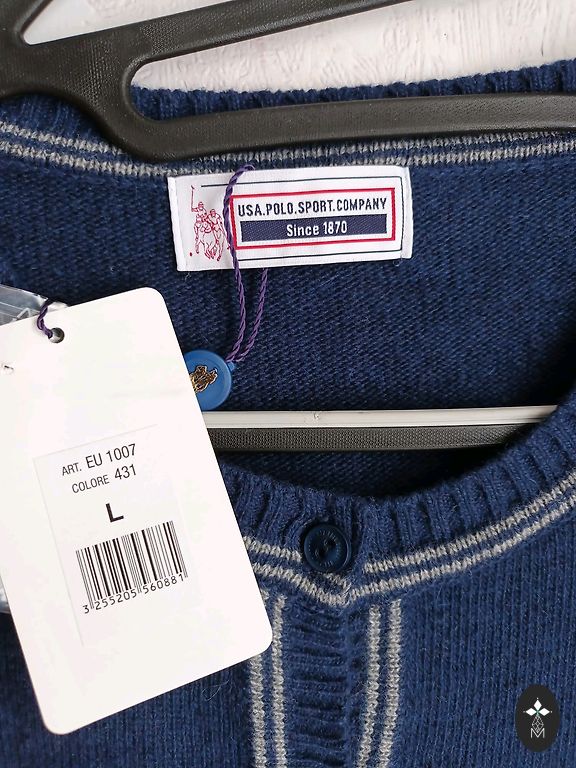 USA.POLO.SPORT.COMPANY
Since 1870
ART. EU 1007
COLORE 431
L
3 255205 560881
M